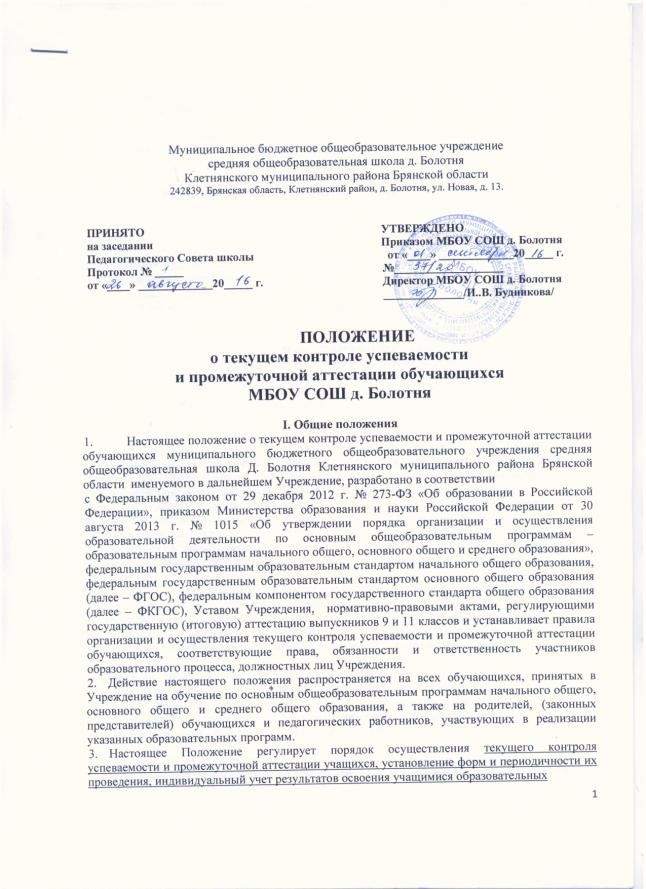 Муниципальное бюджетное общеобразовательное учреждение
средняя общеобразовательная школа д. Болотня
Клетнянского муниципального района Брянской области
242839, Брянская область, Клетнянский район, д. Болотня, ул. Новая, д. 13.
ПРИНЯТО
на заседании
Педагогического Совета школы
Протокол № 1
от «26» августа 20 16 г.
УТВЕРЖДЕНО
Приказом МБОУ СОШ д. Болотня
от « 01 » сентября 20 16 г.
№ 37/20
Директор МБОУ СОШ д. Болотня
/И..В. Будникова/
ПОЛОЖЕНИЕ
о текущем контроле успеваемости
и промежуточной аттестации обучающихся
МБОУ СОШ д. Болотня
I. Общие положения
1. Настоящее положение о текущем контроле успеваемости и промежуточной аттестации
обучающихся муниципального бюджетного общеобразовательного учреждения средняя
общеобразовательная школа Д. Болотня Клетнянского муниципального района Брянской
области именуемого в дальнейшем Учреждение, разработано в соответствии
с Федеральным законом от 29 декабря 2012 г. № 273-ФЗ «Об образовании в Российской
Федерации», приказом Министерства образования и науки Российской Федерации от 30
августа 2013 г. № 1015 «Об утверждении порядка организации и осуществления
образовательной деятельности по основным общеобразовательным программам –
образовательным программам начального общего, основного общего и среднего образования»,
федеральным государственным образовательным стандартом начального общего образования,
федеральным государственным образовательным стандартом основного общего образования
(далее – ФГОС), федеральным компонентом государственного стандарта общего образования
(далее – ФКГОС), Уставом Учреждения, нормативно-правовыми актами, регулирующими
государственную (итоговую) аттестацию выпускников 9 и 11 классов и устанавливает правила
организации и осуществления текущего контроля успеваемости и промежуточной аттестации
обучающихся, соответствующие права, обязанности и ответственность участников
образовательного процесса, должностных лиц Учреждения.
2. Действие настоящего положения распространяется на всех обучающихся, принятых в
Учреждение на обучение по основным общеобразовательным программам начального общего,
основного общего и среднего общего образования, а также на родителей, (законных
представителей) обучающихся и педагогических работников, участвующих в реализации
указанных образовательных программ.
3. Настоящее Положение регулирует порядок осуществления текущего контроля
успеваемости и промежуточной аттестации учащихся, установление форм и периодичности их
проведения, индивидуальный учет результатов освоения учащимися образовательных
1